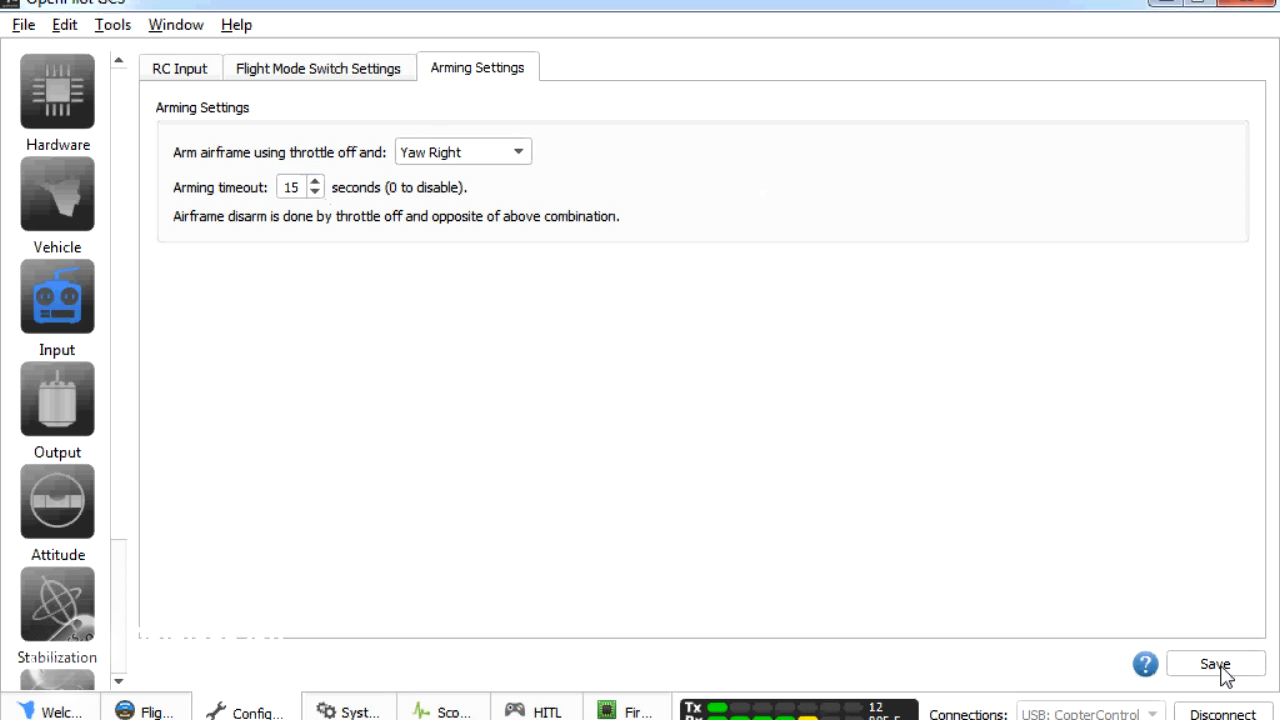 OpenPilot GCS
File Edit Tools Window Help
RC Input Flight Mode Switch Settings Arming Settings
Arming Settings
Hardware
Arm airframe using throttle off and: Yaw Right
Arming timeout: 15 seconds (0 to disable).
Airframe disarm is done by throttle off and opposite of above combination.
Vehicle
Input
Output
Attitude
Stabilization
Save
Welc... Flig... Config... Syst... Sco... HITL Fir... Tx 12 Connections: USB: CopterControl Disconnect